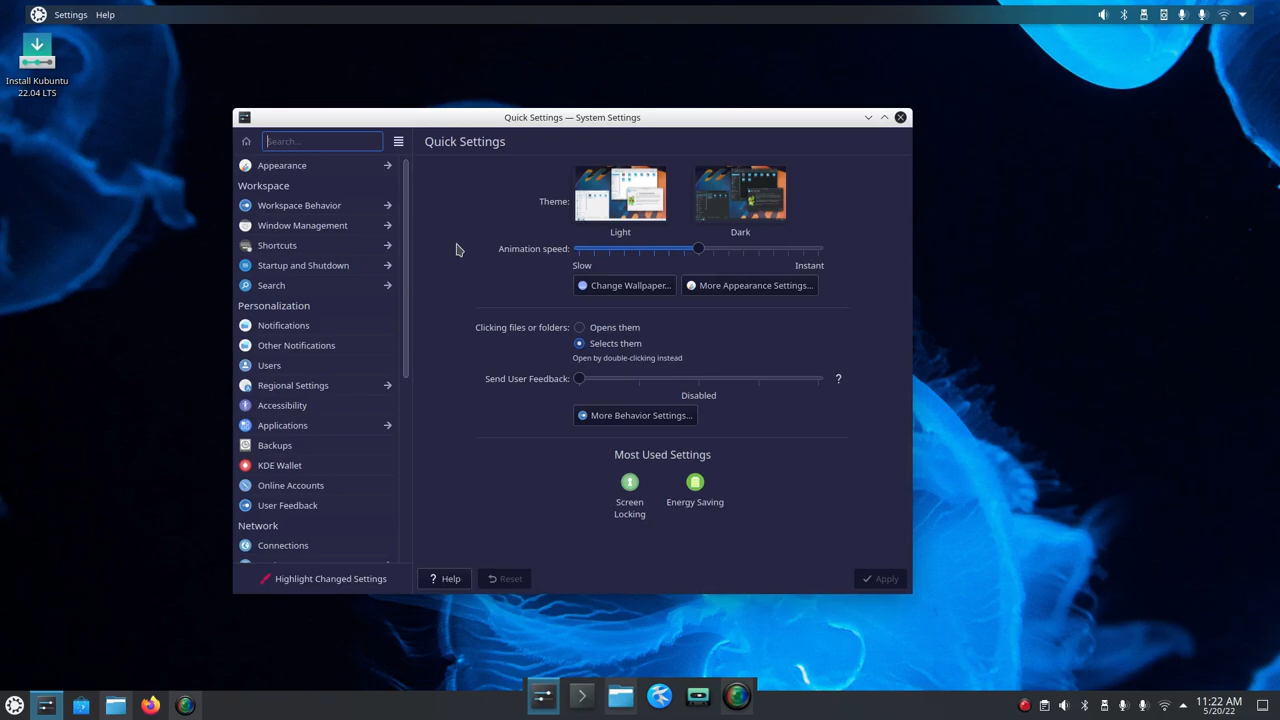 Settings Help
Install Kubuntu
22.04 LTS
Quick Settings — System Settings
Search...
Quick Settings
Appearance
Workspace
Workspace Behavior
Window Management
Shortcuts
Startup and Shutdown
Search
Personalization
Notifications
Other Notifications
Users
Regional Settings
Accessibility
Applications
Backups
KDE Wallet
Online Accounts
User Feedback
Network
Connections
Highlight Changed Settings
Theme:
Light Dark
Animation speed:
Slow Instant
Change Wallpaper... More Appearance Settings...
Clicking files or folders: Opens them
Selects them
Open by double-clicking instead
Send User Feedback: ?
Disabled
More Behavior Settings...
Most Used Settings
Screen
Locking
Energy Saving
? Help Reset Apply
11:22 AM
5/20/22